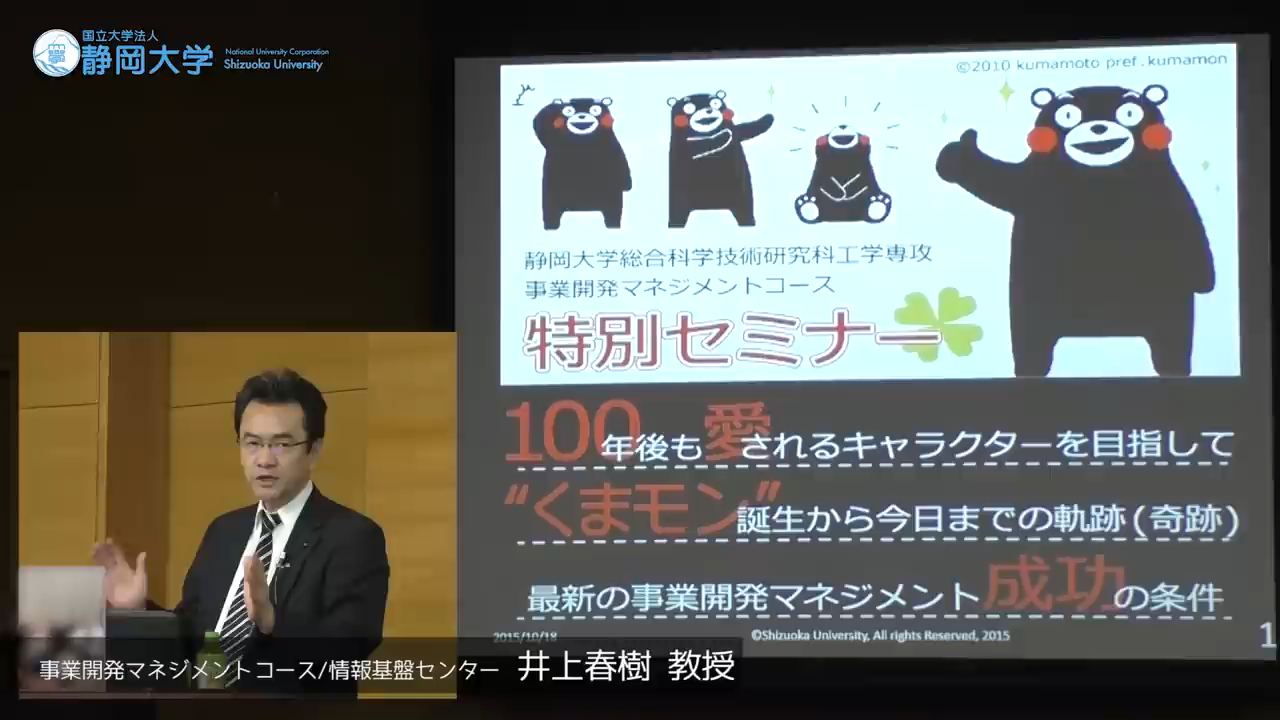 国立大学法人
静岡大学
National University Corporation
Shizuoka University
©2010 kumamoto pref.kumamon
静岡大学総合科学技術研究科工学専攻
事業開発マネジメントコース
特別セミナー
100年後も愛されるキャラクターを目指して
“くまモン”誕生から今日までの軌跡(奇跡)
最新の事業開発マネジメント成功の条件
2015/10/18
©Shizuoka University, All rights Reserved, 2015
1
事業開発マネジメントコース/情報基盤センター 井上春樹 教授